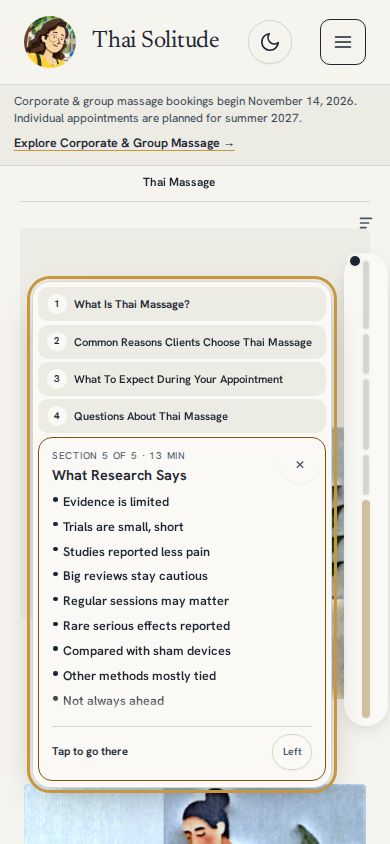 Thai Solitude
Corporate & group massage bookings begin November 14, 2026.
Individual appointments are planned for summer 2027.
Explore Corporate & Group Massage →
Thai Massage
1 What Is Thai Massage?
2 Common Reasons Clients Choose Thai Massage
3 What To Expect During Your Appointment
4 Questions About Thai Massage
SECTION 5 OF 5 · 13 MIN
What Research Says
• Evidence is limited
• Trials are small, short
• Studies reported less pain
• Big reviews stay cautious
• Regular sessions may matter
• Rare serious effects reported
• Compared with sham devices
• Other methods mostly tied
• Not always ahead
Tap to go there
Left